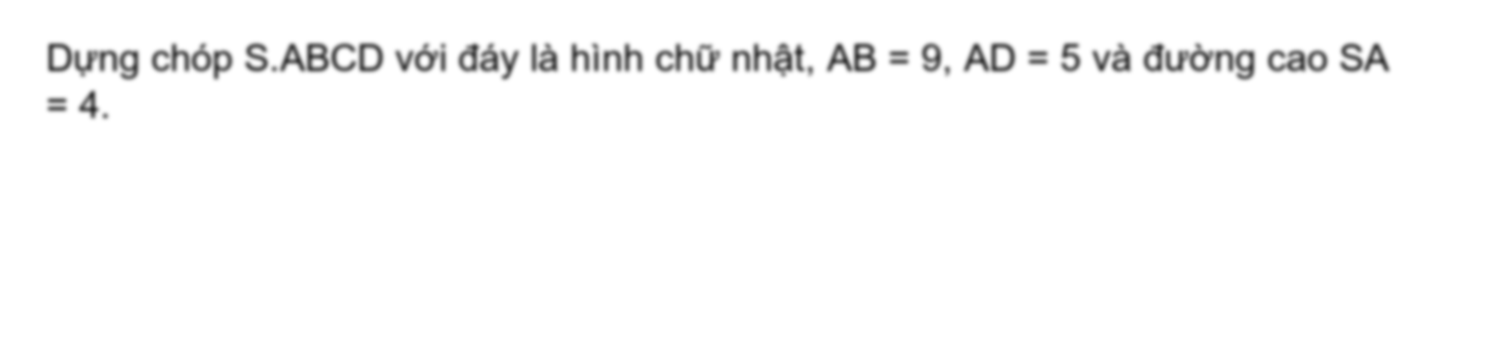 Dựng chóp S.ABCD với đáy là hình chữ nhật, AB = 9, AD = 5 và đường cao SA
= 4.